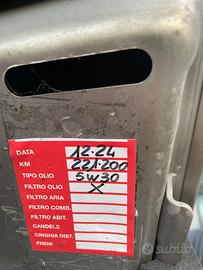 DATA 12-24
KM 221.200
TIPO OLIO 5W30
FILTRO OLIO X
FILTRO ARIA
FILTRO COMB.
FILTRO ABIT.
CANDELE
CINGHIA DIST.
FRENI
subito